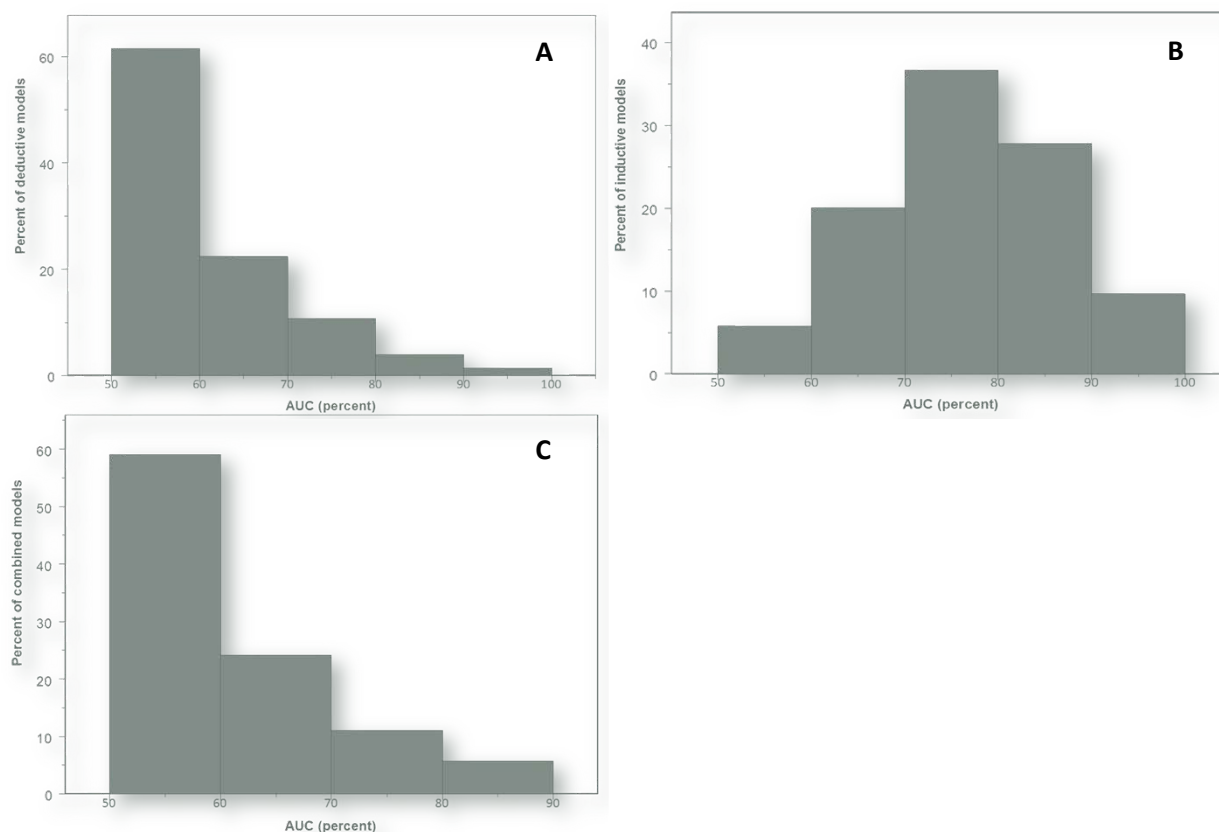 A
Percent of deductive models
60
40
20
0
50 60 70 80 90 100
AUC (percent)
B
Percent of inductive models
40
30
20
10
0
50 60 70 80 90 100
AUC (percent)
C
Percent of combined models
60
50
40
30
20
10
0
50 60 70 80 90
AUC (percent)